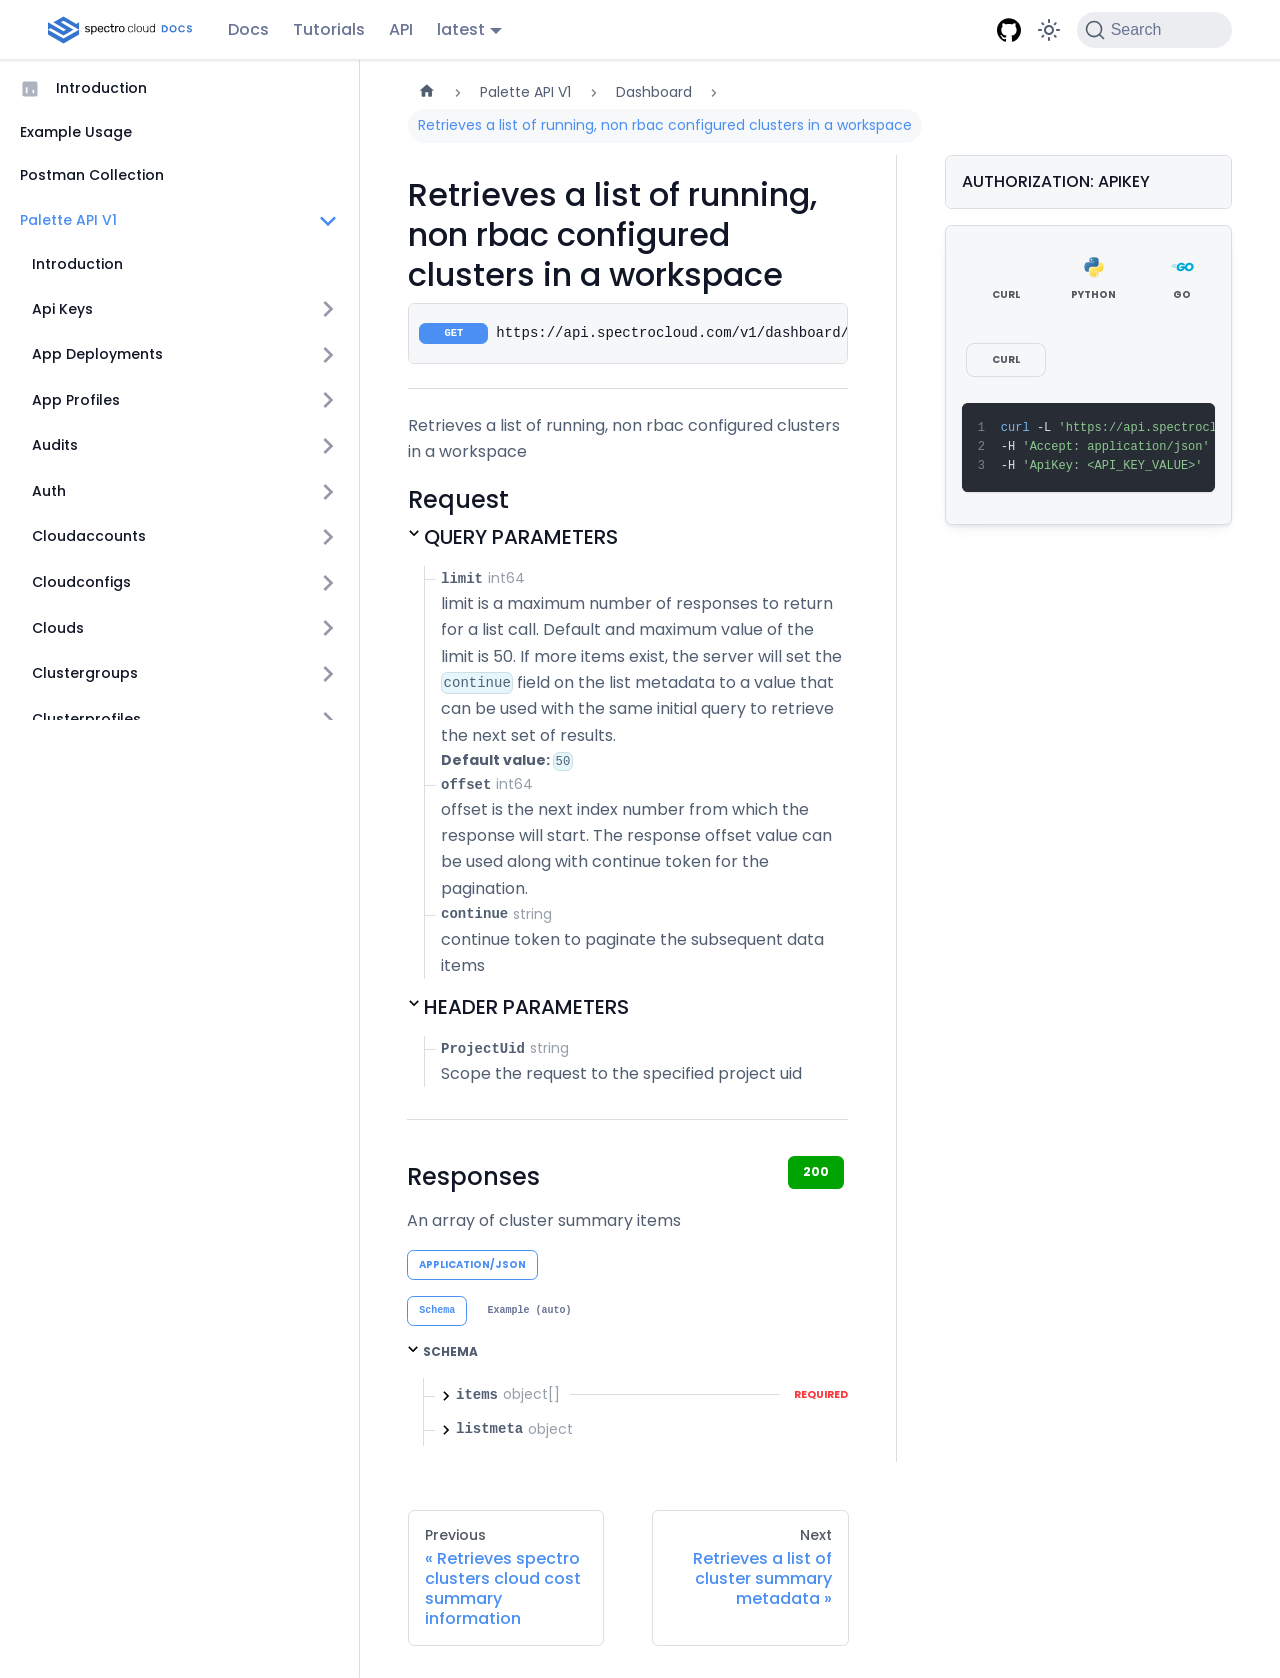 spectro cloud DOCS
Docs
Tutorials
API
latest
Search
Introduction
Example Usage
Postman Collection
Palette API V1
Introduction
Api Keys
App Deployments
App Profiles
Audits
Auth
Cloudaccounts
Cloudconfigs
Clouds
Clustergroups
Clusterprofiles
Palette API V1
Dashboard
Retrieves a list of running, non rbac configured clusters in a workspace
Retrieves a list of running,
non rbac configured
clusters in a workspace
GET https://api.spectrocloud.com/v1/dashboard/
Retrieves a list of running, non rbac configured clusters
in a workspace
Request
QUERY PARAMETERS
limit int64
limit is a maximum number of responses to return
for a list call. Default and maximum value of the
limit is 50. If more items exist, the server will set the
continue field on the list metadata to a value that
can be used with the same initial query to retrieve
the next set of results.
Default value: 50
offset int64
offset is the next index number from which the
response will start. The response offset value can
be used along with continue token for the
pagination.
continue string
continue token to paginate the subsequent data
items
HEADER PARAMETERS
ProjectUid string
Scope the request to the specified project uid
Responses
200
An array of cluster summary items
APPLICATION/JSON
Schema
Example (auto)
SCHEMA
items object[]
REQUIRED
listmeta object
Previous
« Retrieves spectro
clusters cloud cost
summary
information
Next
Retrieves a list of
cluster summary
metadata »
AUTHORIZATION: APIKEY
CURL
PYTHON
GO
CURL
1 curl -L 'https://api.spectrocl
2 -H 'Accept: application/json'
3 -H 'ApiKey: <API_KEY_VALUE>'